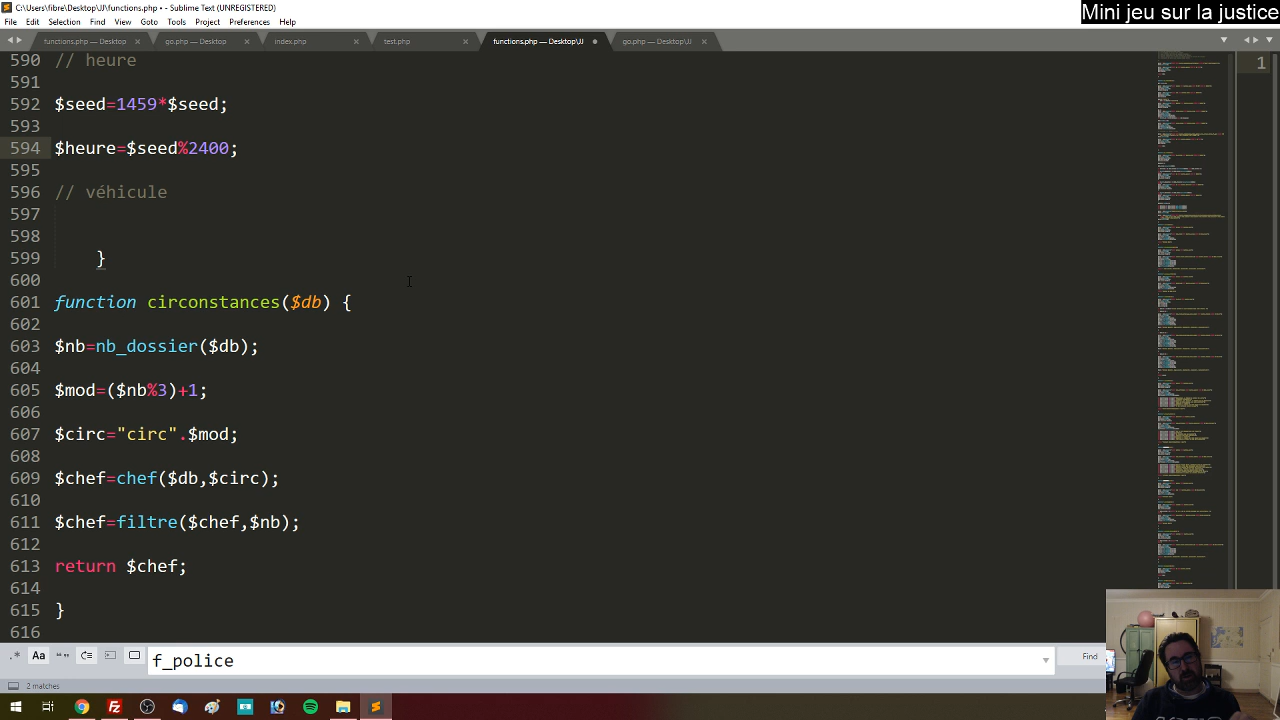 C:\Users\fibre\Desktop\JJ\functions.php • - Sublime Text (UNREGISTERED)
Mini jeu sur la justice
File Edit Selection Find View Goto Tools Project Preferences Help
functions.php — Desktop go.php — Desktop index.php test.php functions.php — Desktop\JJ go.php — Desktop\JJ
590 // heure
1
591
592 $seed=1459*$seed;
593
594 $heure=$seed%2400;
595
596 // véhicule
597
598
599 }
600
601 function circonstances($db) {
602
603 $nb=nb_dossier($db);
604
605 $mod=($nb%3)+1;
606
607 $circ="circ".$mod;
608
609 $chef=chef($db,$circ);
610
611 $chef=filtre($chef,$nb);
612
613 return $chef;
614
615 }
616
.* Aa “” f_police Find
2 matches